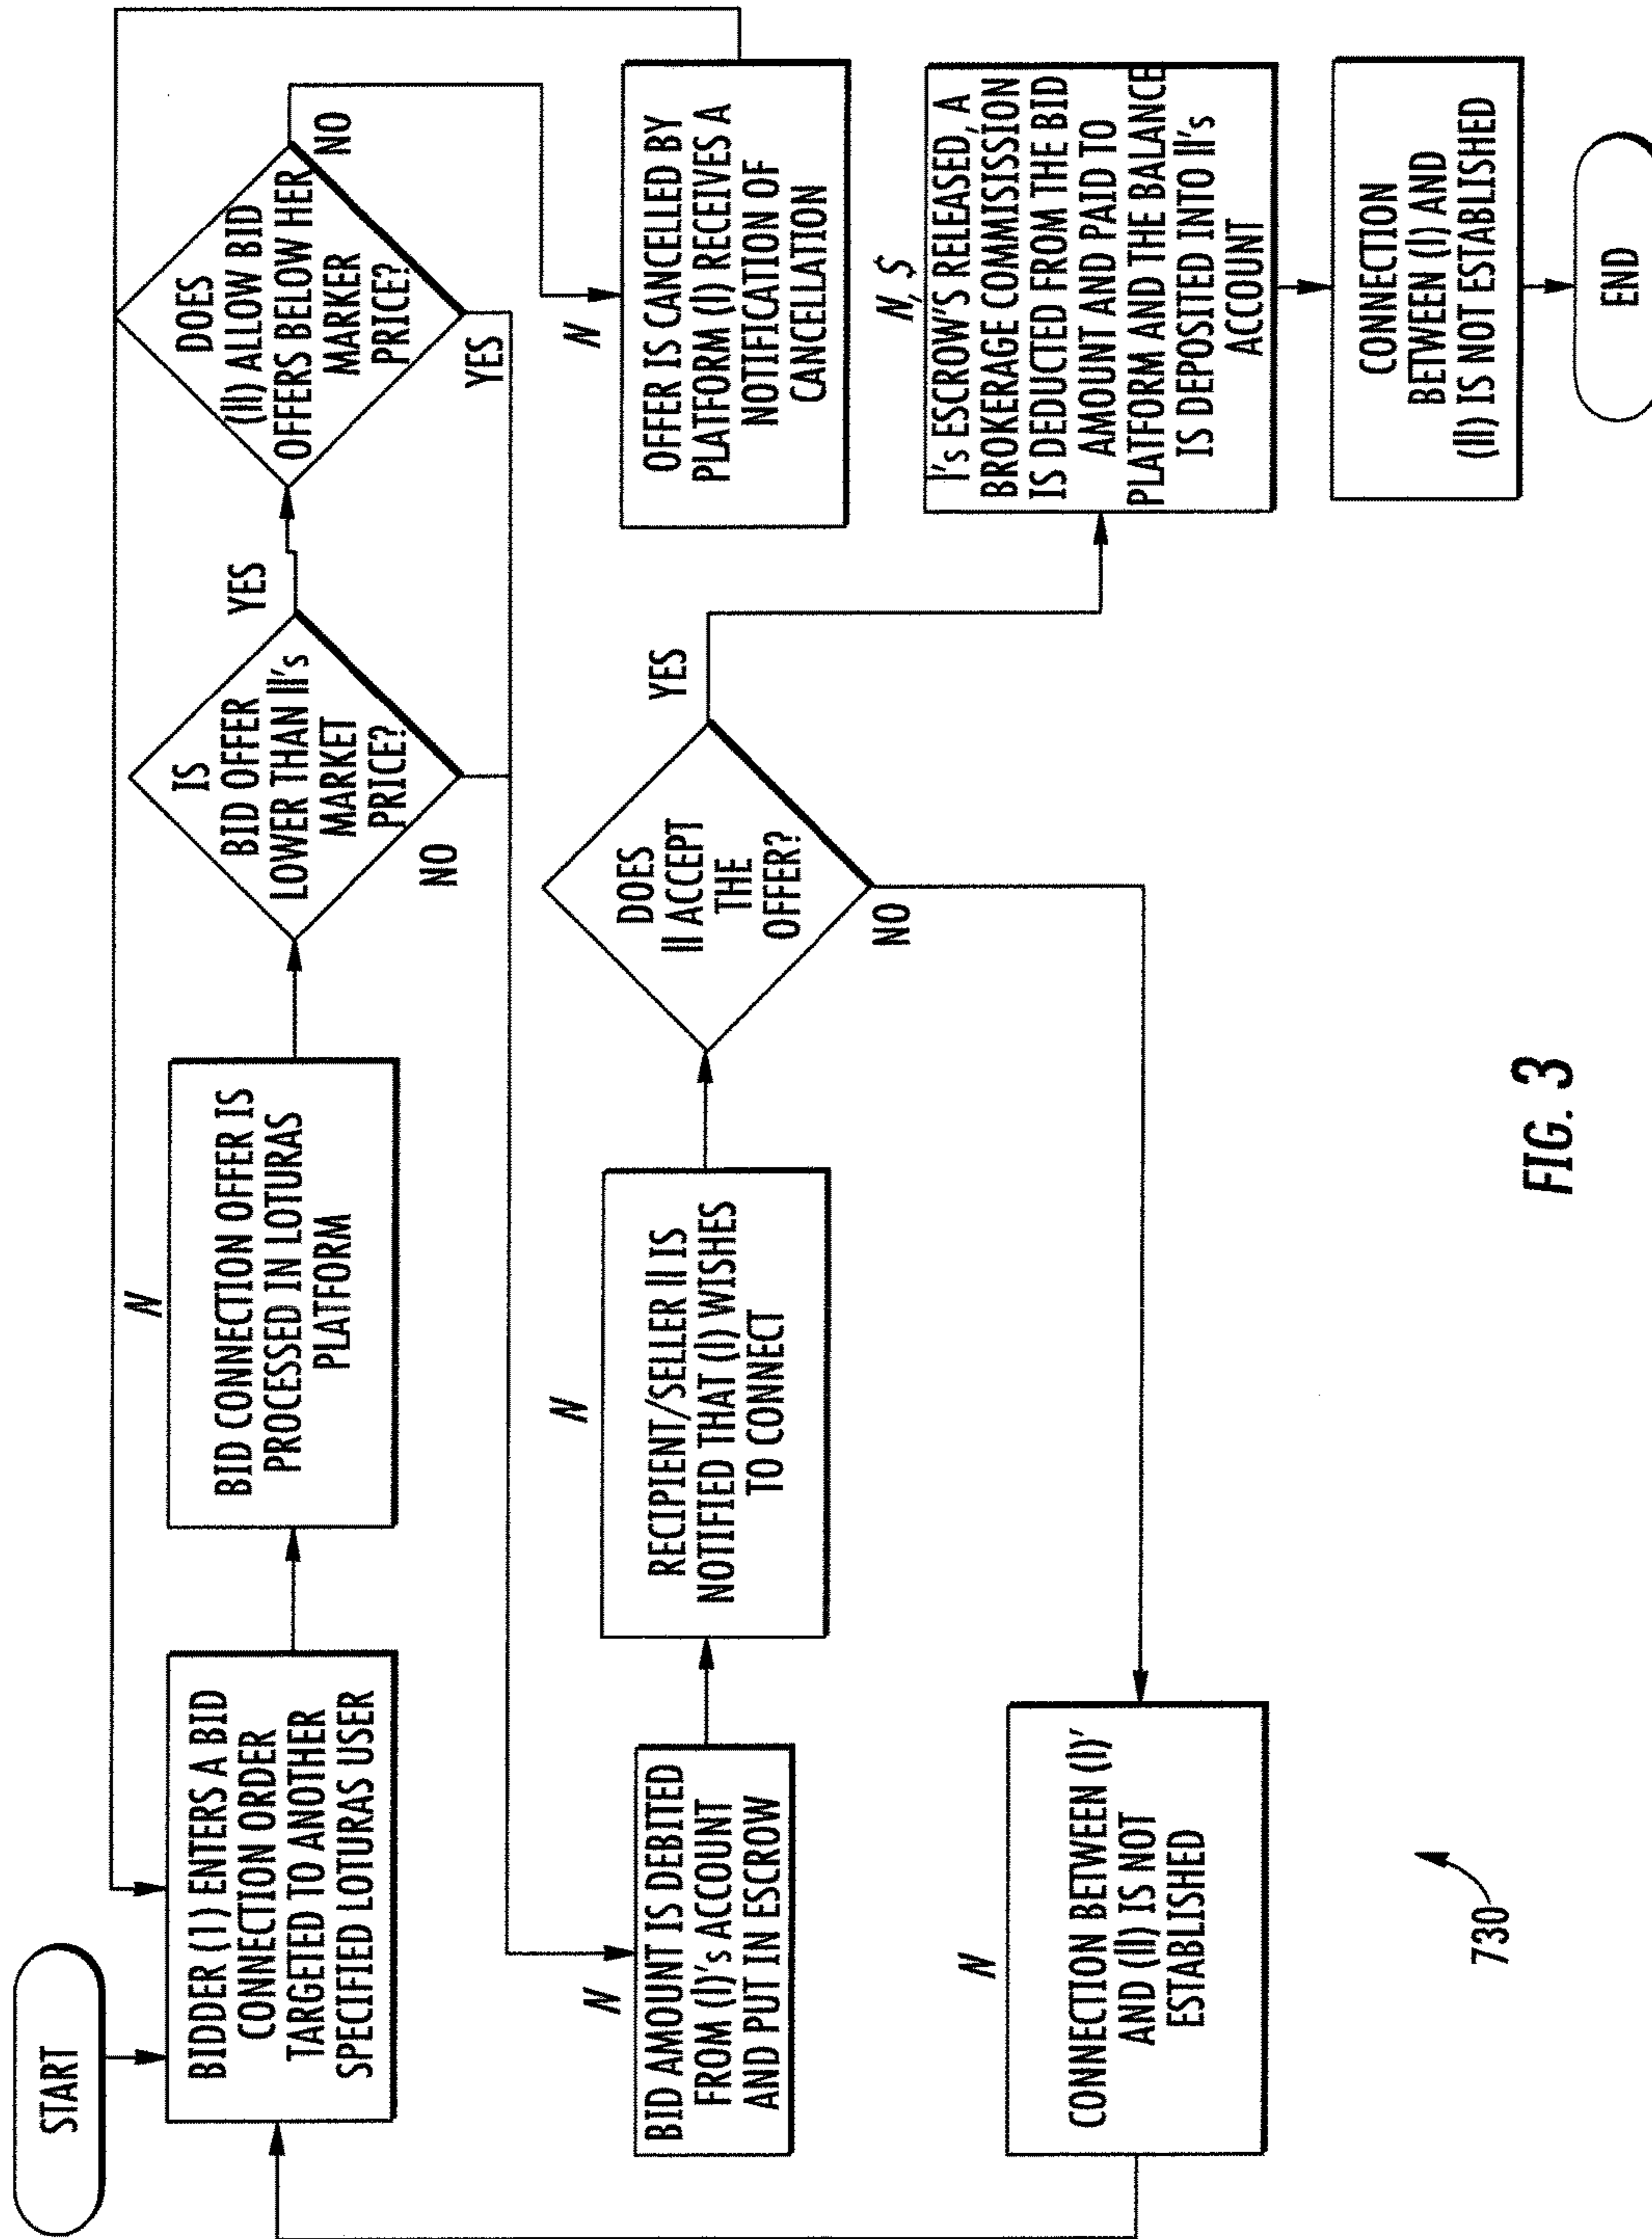 START
BIDDER (1) ENTERS A BID
CONNECTION ORDER
TARGETED TO ANOTHER
SPECIFIED LOTURAS USER
N
BID CONNECTION OFFER IS
PROCESSED IN LOTURAS
PLATFORM
IS
BID OFFER
LOWER THAN II's
MARKET
PRICE?
YES
NO
DOES
(II) ALLOW BID
OFFERS BELOW HER
MARKER
PRICE?
NO
YES
N
OFFER IS CANCELLED BY
PLATFORM (I) RECEIVES A
NOTIFICATION OF
CANCELLATION
N
BID AMOUNT IS DEBITED
FROM (I)'s ACCOUNT
AND PUT IN ESCROW
N
RECIPIENT/SELLER II IS
NOTIFIED THAT (I) WISHES
TO CONNECT
DOES
II ACCEPT
THE
OFFER?
YES
NO
N, $
I's ESCROW'S RELEASED, A
BROKERAGE COMMISISSION
IS DEDUCTED FROM THE BID
AMOUNT AND PAID TO
PLATFORM AND THE BALANCE
IS DEPOSITED INTO II's
ACCOUNT
N
CONNECTION BETWEEN (I)'
AND (II) IS NOT
ESTABLISHED
CONNECTION
BETWEEN (I) AND
(II) IS NOT ESTABLISHED
END
730
FIG. 3